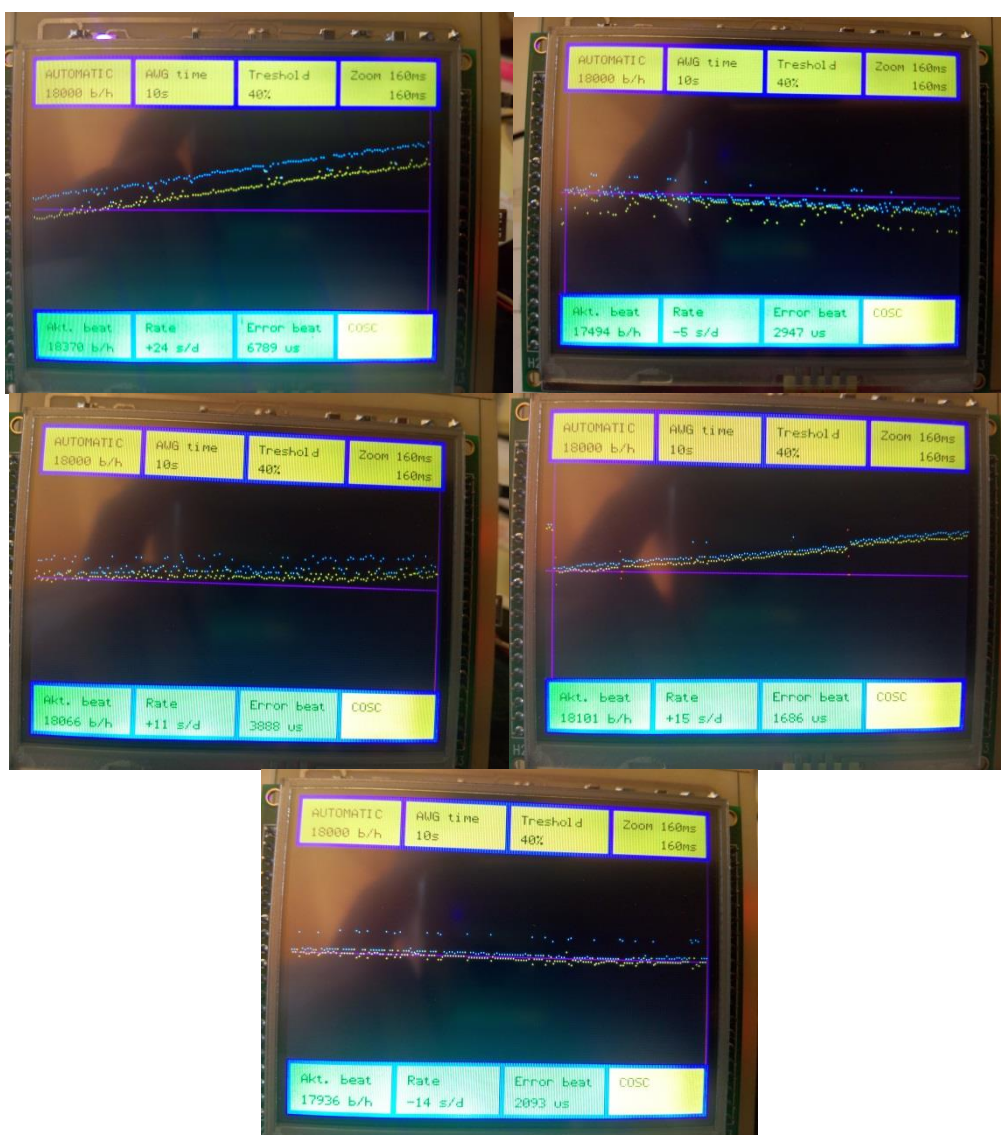 AUTOMATIC
18000 b/h
AWG time
10s
Treshold
40%
Zoom 160ms
160ms
Akt. beat
18370 b/h
Rate
+24 s/d
Error beat
6789 us
COSC
AUTOMATIC
18000 b/h
AWG time
10s
Treshold
40%
Zoom 160ms
160ms
Akt. beat
17494 b/h
Rate
-5 s/d
Error beat
2947 us
COSC
AUTOMATIC
18000 b/h
AWG time
10s
Treshold
40%
Zoom 160ms
160ms
Akt. beat
18066 b/h
Rate
+11 s/d
Error beat
3888 us
COSC
AUTOMATIC
18000 b/h
AWG time
10s
Treshold
40%
Zoom 160ms
160ms
Akt. beat
18101 b/h
Rate
+15 s/d
Error beat
1686 us
COSC
AUTOMATIC
18000 b/h
AWG time
10s
Treshold
40%
Zoom 160ms
160ms
Akt. beat
17936 b/h
Rate
-14 s/d
Error beat
2093 us
COSC